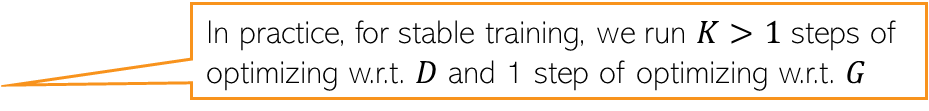 In practice, for stable training, we run K > 1 steps of
optimizing w.r.t. D and 1 step of optimizing w.r.t. G